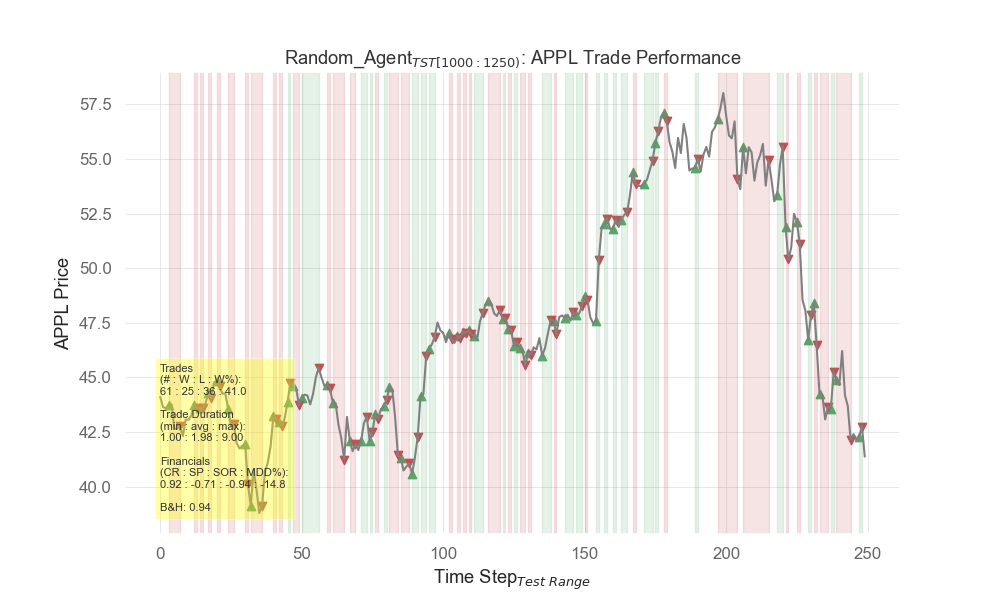 Random_Agent TST[1000:1250): APPL Trade Performance
APPL Price
57.5
55.0
52.5
50.0
47.5
45.0
42.5
40.0
Trades
(# : W : L : W%):
61 : 25 : 36 : 41.0
Trade Duration
(min : avg : max):
1.00 : 1.98 : 9.00
Financials
(CR : SP : SOR : MDD%):
0.92 : -0.71 : -0.94 : -14.8
B&H: 0.94
0 50 100 150 200 250
Time Step Test Range